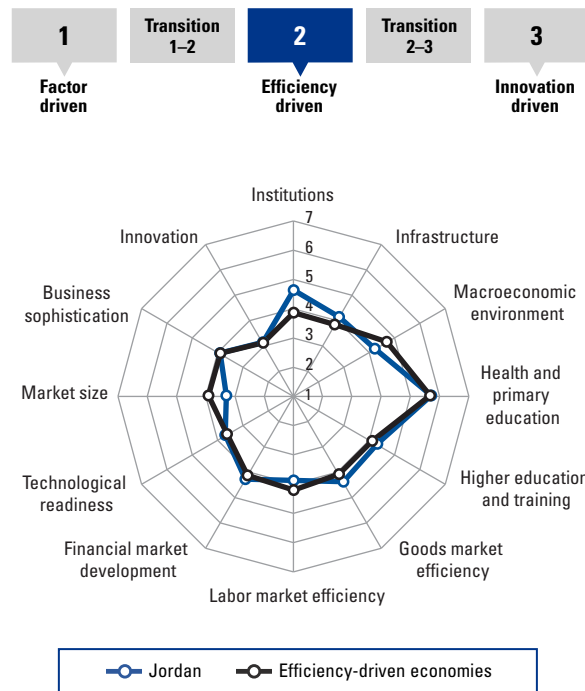 1
Transition
1–2
2
Transition
2–3
3
Factor
driven
Efficiency
driven
Innovation
driven
Institutions
7
6
5
4
3
2
1
Infrastructure
Macroeconomic
environment
Health and
primary
education
Higher education
and training
Goods market
efficiency
Labor market efficiency
Financial market
development
Technological
readiness
Market size
Business
sophistication
Innovation
Jordan
Efficiency-driven economies